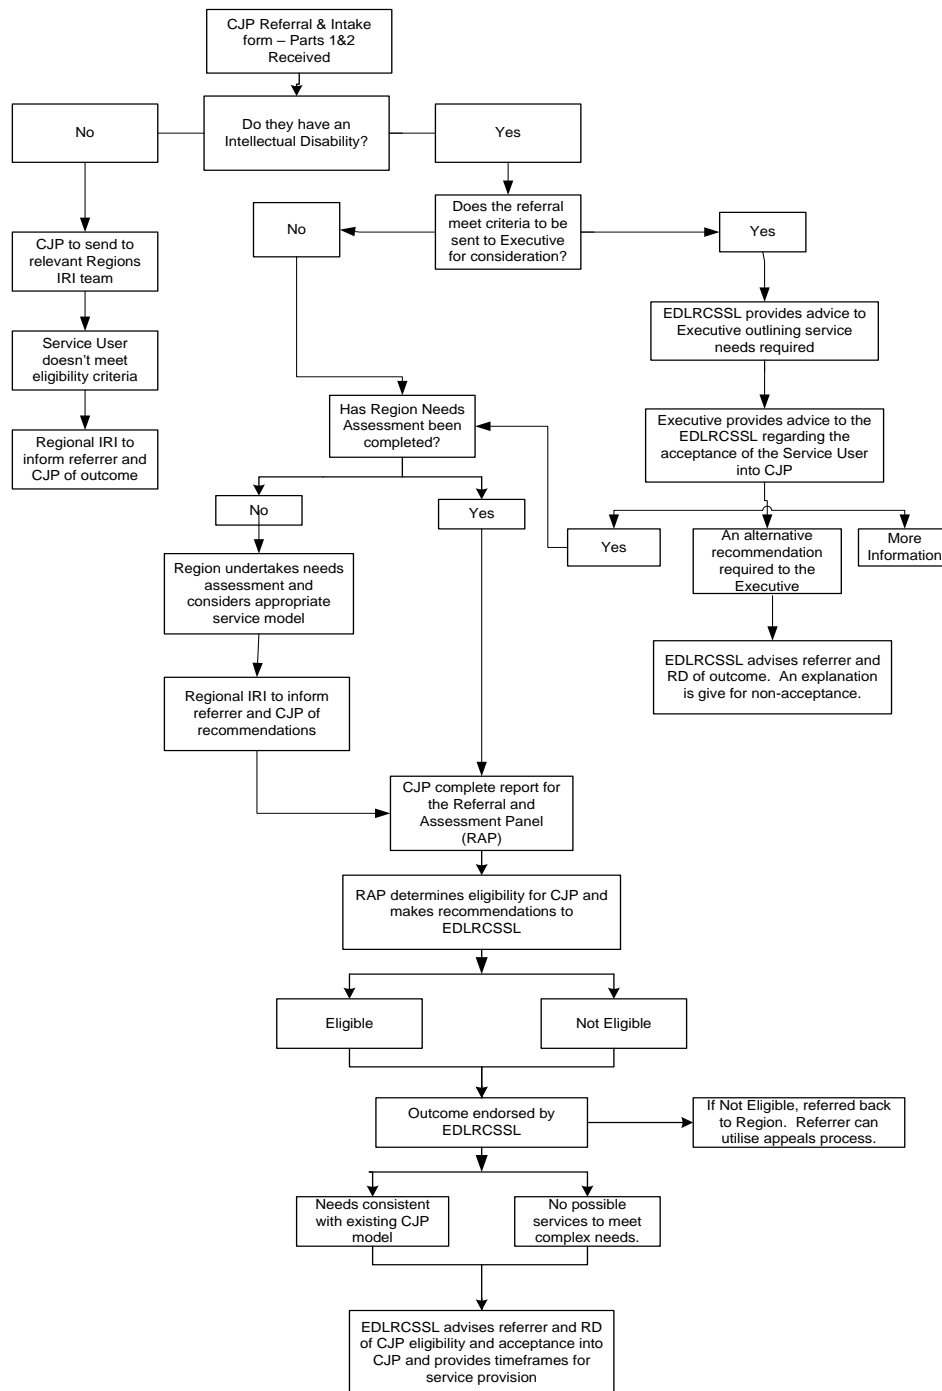 CJP Referral & Intake
form – Parts 1&2
Received
No
Do they have an
Intellectual Disability?
Yes
No
Does the referral
meet criteria to be
sent to Executive
for consideration?
Yes
CJP to send to
relevant Regions
IRI team
EDLRCSSL provides advice to
Executive outlining service
needs required
Service User
doesn't meet
eligibility criteria
Has Region Needs
Assessment been
completed?
Executive provides advice to the
EDLRCSSL regarding the
acceptance of the Service User
into CJP
Regional IRI to
inform referrer and
CJP of outcome
No
Yes
Yes
An alternative
recommendation
required to the
Executive
More
Information
Region undertakes needs
assessment and
considers appropriate
service model
EDLRCSSL advises referrer and
RD of outcome.  An explanation
is give for non-acceptance.
Regional IRI to inform
referrer and CJP of
recommendations
CJP complete report for
the Referral and
Assessment Panel
(RAP)
RAP determines eligibility for CJP and
makes recommendations to
EDLRCSSL
Eligible
Not Eligible
Outcome endorsed by
EDLRCSSL
If Not Eligible, referred back
to Region.  Referrer can
utilise appeals process.
Needs consistent
with existing CJP
model
No possible
services to meet
complex needs.
EDLRCSSL advises referrer and RD
of CJP eligibility and acceptance into
CJP and provides timeframes for
service provision